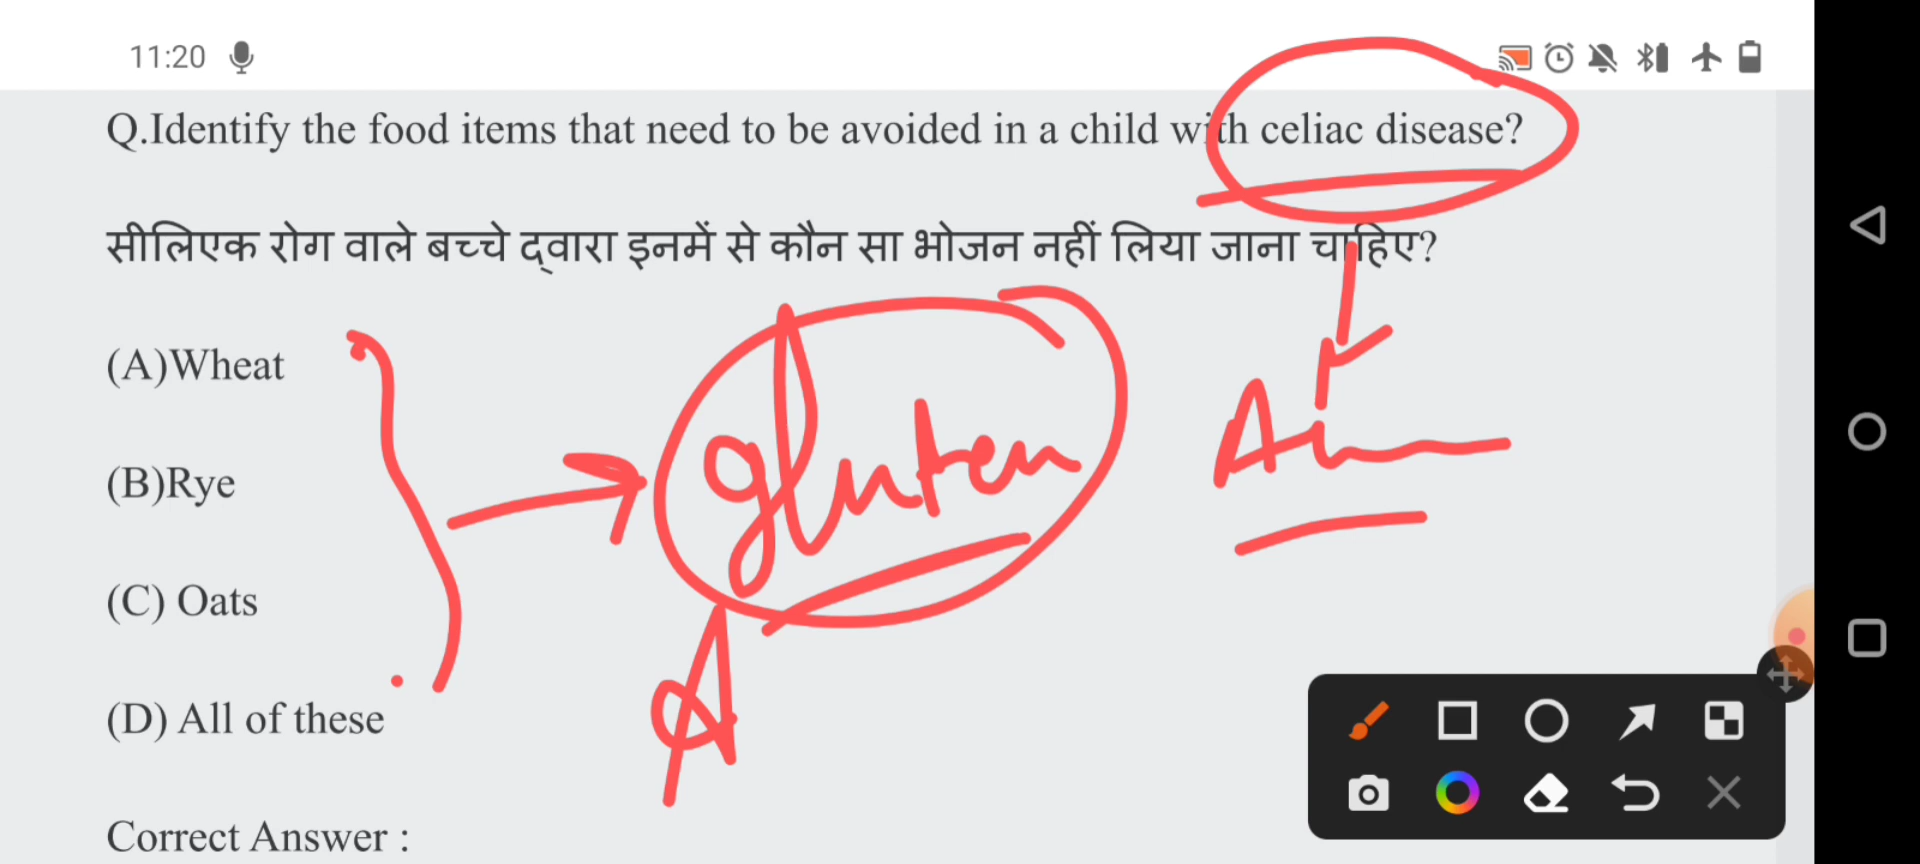 11:20
Q.Identify the food items that need to be avoided in a child with celiac disease?
सीलिएक रोग वाले बच्चे द्वारा इनमें से कौन सा भोजन नहीं लिया जाना चाहिए?
(A)Wheat
(B)Rye
(C) Oats
(D) All of these
gluten
Correct Answer :